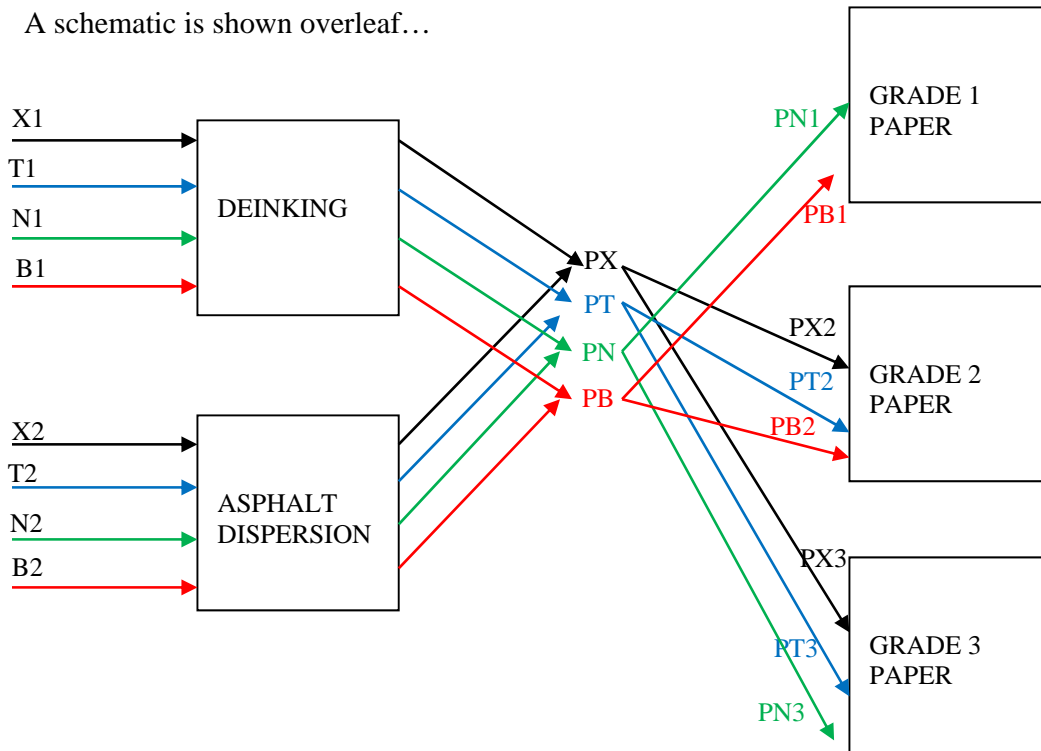 A schematic is shown overleaf…
X1
T1
N1
B1
DEINKING
X2
T2
N2
B2
ASPHALT
DISPERSION
PX
PT
PN
PB
PN1
PB1
PX2
PT2
PB2
PX3
PT3
PN3
GRADE 1
PAPER
GRADE 2
PAPER
GRADE 3
PAPER